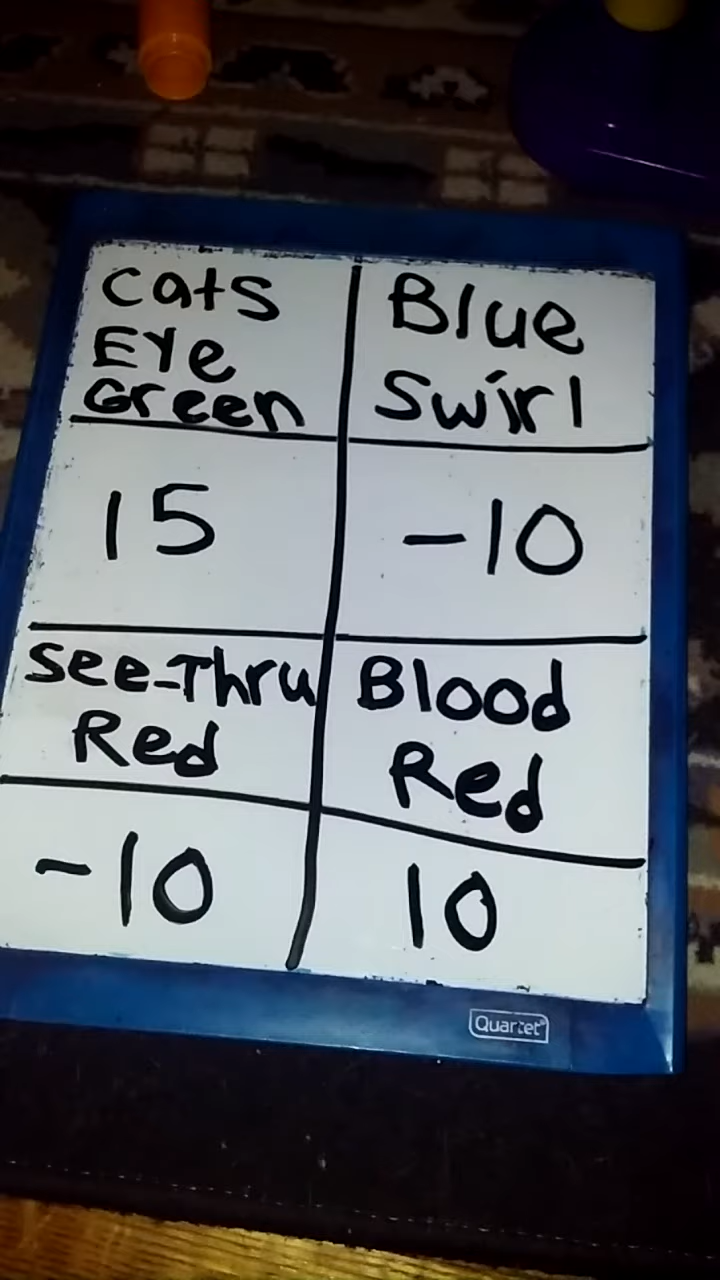 Cats
Eye
Green
Blue
Swirl
15
-10
See-Thru
Red
Blood
Red
-10
10
Quartet®